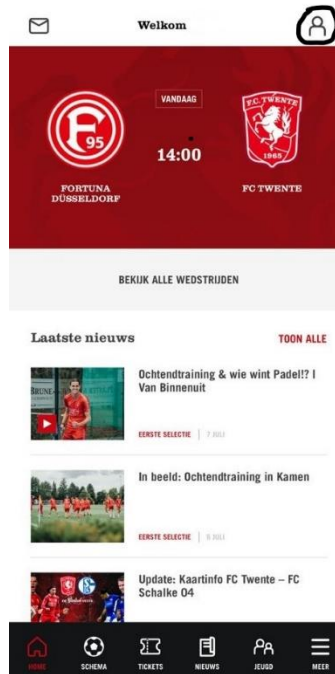 Welkom
VANDAAG
F95
F.C. TWENTE
1965
14:00
FORTUNA
DÜSSELDORF
FC TWENTE
BEKIJK ALLE WEDSTRIJDEN
Laatste nieuws
TOON ALLE
Ochtendtraining & wie wint Padel!? |
Van Binnenuit
EERSTE SELECTIE | 7 JULI
In beeld: Ochtendtraining in Kamen
EERSTE SELECTIE | 6 JULI
Update: Kaartinfo FC Twente – FC
Schalke 04
HOME
SCHEMA
TICKETS
NIEUWS
JEUGD
MEER